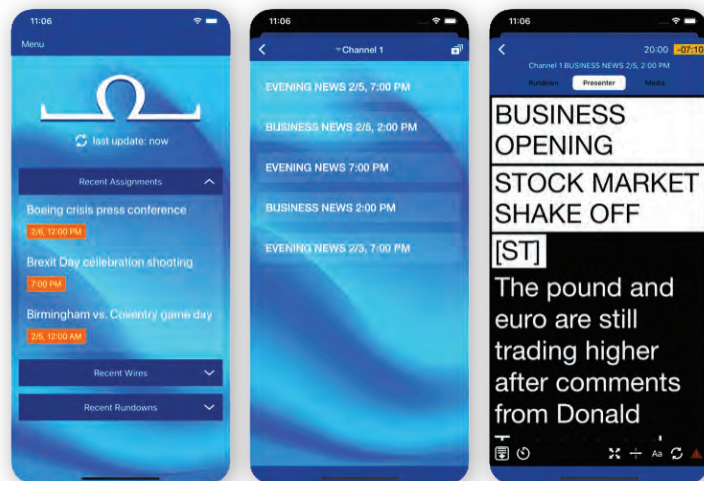 11:06
Menu
last update: now
Recent Assignments
Boeing crisis press conference
2/6, 12:00 PM
Brexit Day cellebration shooting
7:00 PM
Birmingham vs. Coventry game day
2/5, 12:00 AM
Recent Wires
Recent Rundowns
11:06
Channel 1
EVENING NEWS 2/5, 7:00 PM
BUSINESS NEWS 2/5, 2:00 PM
EVENING NEWS 7:00 PM
BUSINESS NEWS 2:00 PM
EVENING NEWS 2/3, 7:00 PM
11:06
20:00 -07:10
Channel 1 BUSINESS NEWS 2/5, 2:00 PM
Rundown Presenter Media
BUSINESS
OPENING
STOCK MARKET
SHAKE OFF
[ST]
The pound and
euro are still
trading higher
after comments
from Donald
Aa